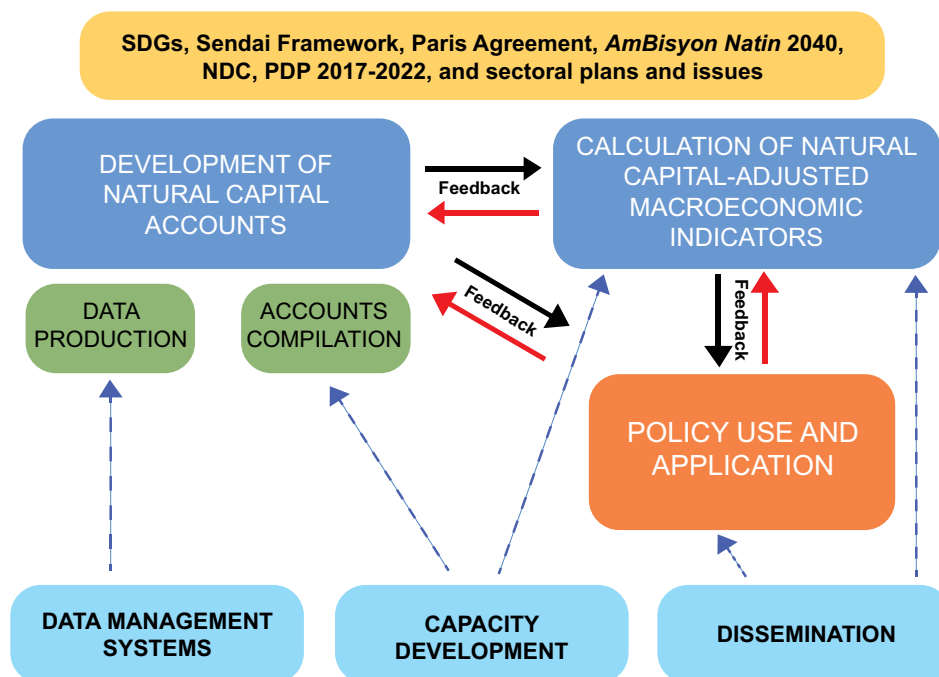 SDGs, Sendai Framework, Paris Agreement, AmBisyon Natin 2040,
NDC, PDP 2017-2022, and sectoral plans and issues
DEVELOPMENT OF
NATURAL CAPITAL
ACCOUNTS
Feedback
CALCULATION OF NATURAL
CAPITAL-ADJUSTED
MACROECONOMIC
INDICATORS
DATA
PRODUCTION
ACCOUNTS
COMPILATION
Feedback
Feedback
POLICY USE AND
APPLICATION
DATA MANAGEMENT
SYSTEMS
CAPACITY
DEVELOPMENT
DISSEMINATION